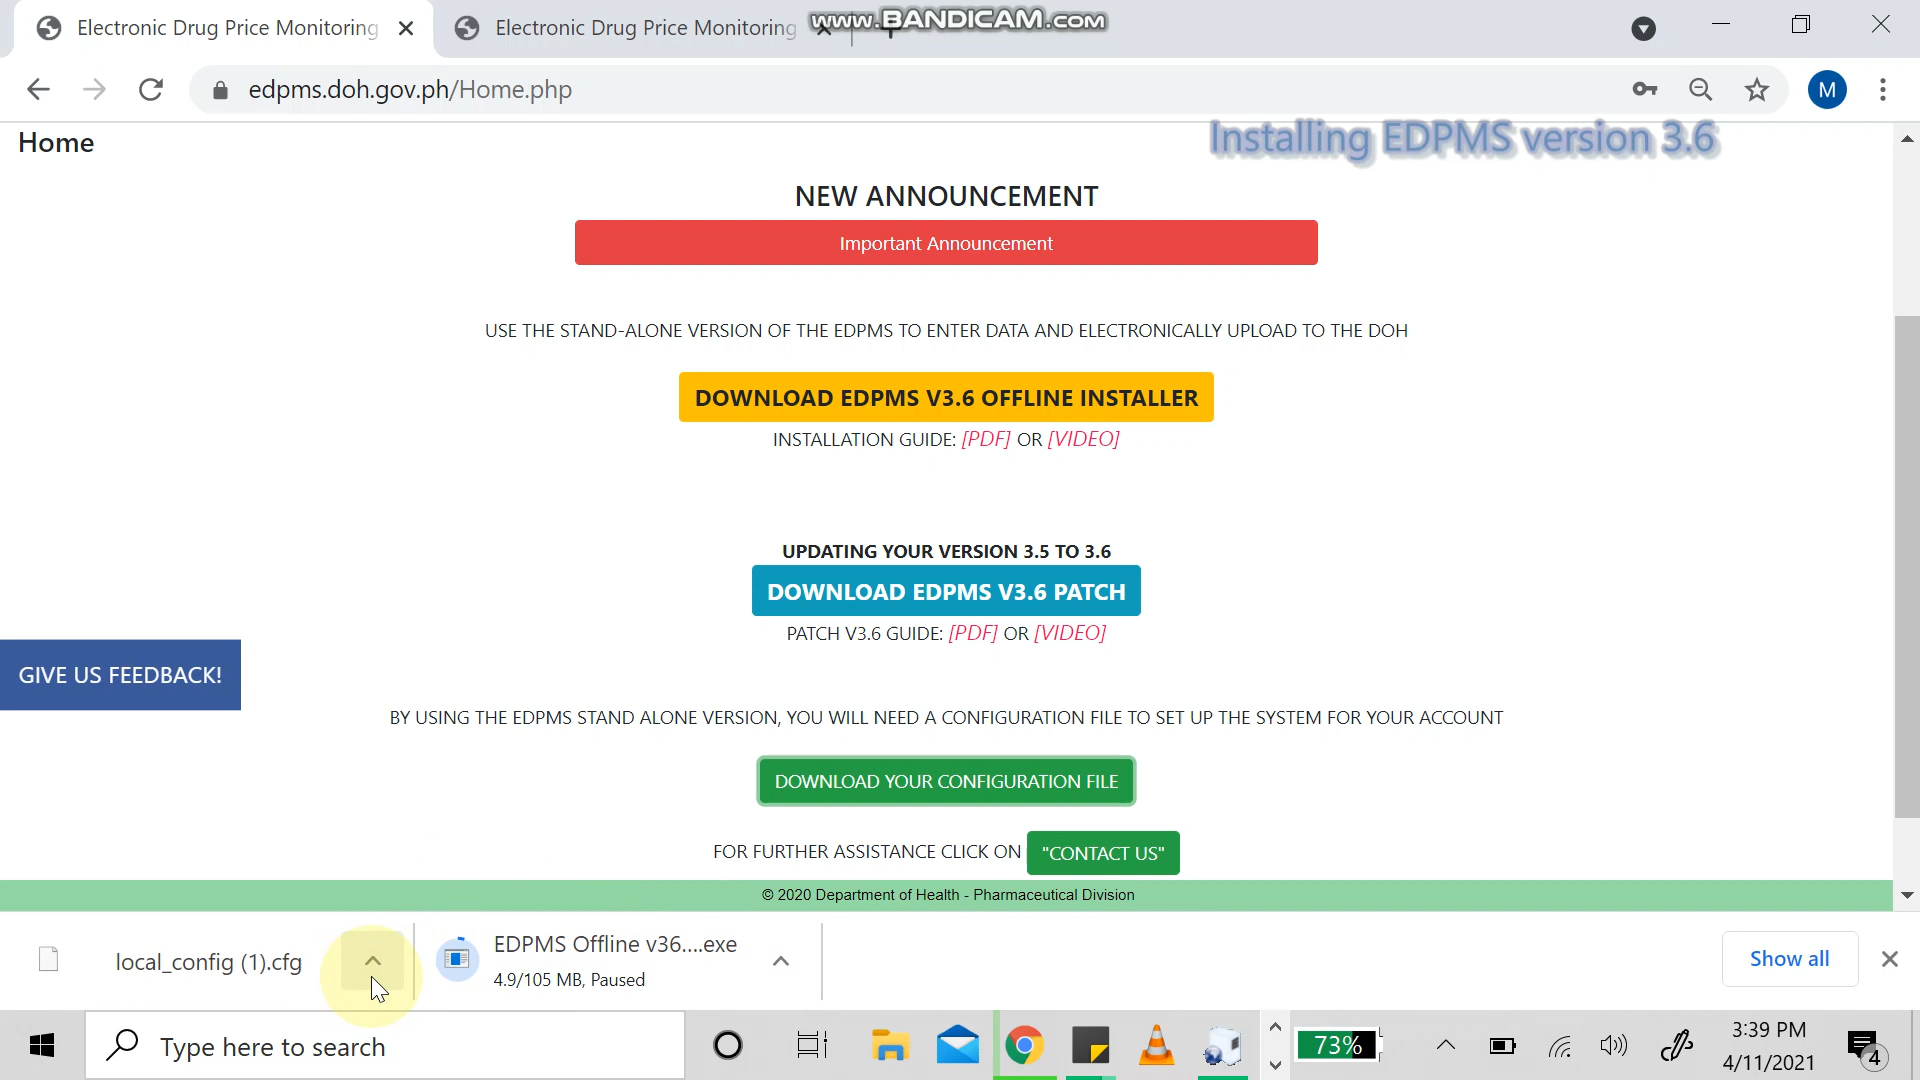 Electronic Drug Price Monitoring
Electronic Drug Price Monitoring
www.BANDICAM.com
edpms.doh.gov.ph/Home.php
M
Home
Installing EDPMS version 3.6
NEW ANNOUNCEMENT
Important Announcement
USE THE STAND-ALONE VERSION OF THE EDPMS TO ENTER DATA AND ELECTRONICALLY UPLOAD TO THE DOH
DOWNLOAD EDPMS V3.6 OFFLINE INSTALLER
INSTALLATION GUIDE: [PDF] OR [VIDEO]
UPDATING YOUR VERSION 3.5 TO 3.6
DOWNLOAD EDPMS V3.6 PATCH
PATCH V3.6 GUIDE: [PDF] OR [VIDEO]
GIVE US FEEDBACK!
BY USING THE EDPMS STAND ALONE VERSION, YOU WILL NEED A CONFIGURATION FILE TO SET UP THE SYSTEM FOR YOUR ACCOUNT
DOWNLOAD YOUR CONFIGURATION FILE
FOR FURTHER ASSISTANCE CLICK ON "CONTACT US"
© 2020 Department of Health - Pharmaceutical Division
local_config (1).cfg
EDPMS Offline v36....exe
4.9/105 MB, Paused
Show all
Type here to search
73%
3:39 PM
4/11/2021
4